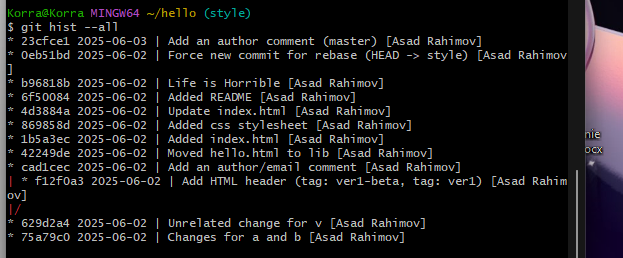 Korra@Korra MINGW64 ~/hello (style)
$ git hist --all
* 23cfce1 2025-06-03 | Add an author comment (master) [Asad Rahimov]
* 0eb51bd 2025-06-02 | Force new commit for rebase (HEAD -> style) [Asad Rahimov
]
* b96818b 2025-06-02 | Life is Horrible [Asad Rahimov]
* 6f50084 2025-06-02 | Added README [Asad Rahimov]
* 4d3884a 2025-06-02 | Update index.html [Asad Rahimov]
* 869858d 2025-06-02 | Added css stylesheet [Asad Rahimov]
* 1b5a3ec 2025-06-02 | Added index.html [Asad Rahimov]
* 42249de 2025-06-02 | Moved hello.html to lib [Asad Rahimov]
* cad1cec 2025-06-02 | Add an author/email comment [Asad Rahimov]
| * f12f0a3 2025-06-02 | Add HTML header (tag: ver1-beta, tag: ver1) [Asad Rahim
ov]
|/
* 629d2a4 2025-06-02 | Unrelated change for v [Asad Rahimov]
* 75a79c0 2025-06-02 | Changes for a and b [Asad Rahimov]
nie
ocx